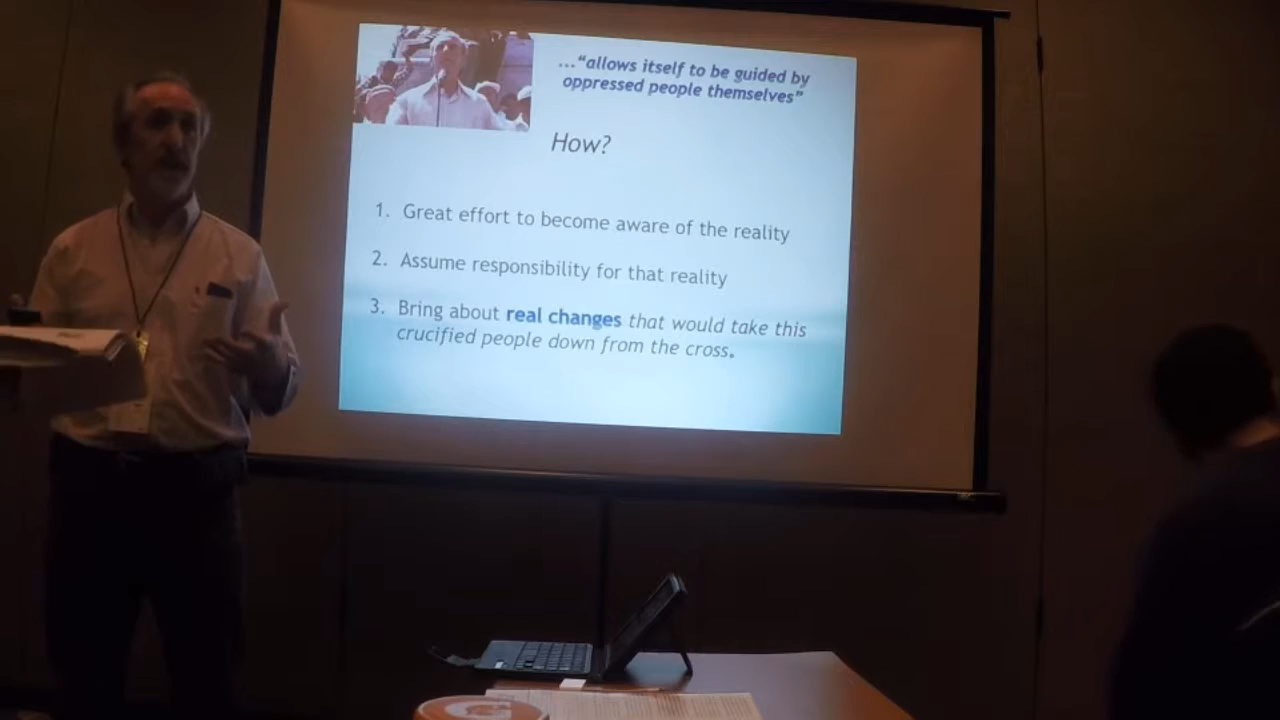 …“allows itself to be guided by
oppressed people themselves”
How?
1. Great effort to become aware of the reality
2. Assume responsibility for that reality
3. Bring about real changes that would take this
crucified people down from the cross.